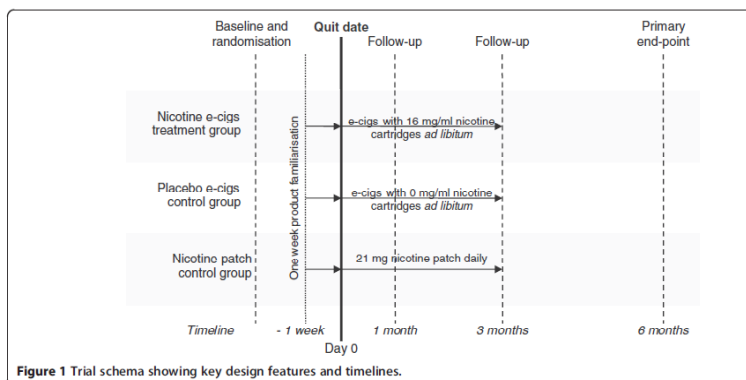 Baseline and
randomisation
Quit date
Follow-up
Follow-up
Primary
end-point
One week product familiarisation
Nicotine e-cigs
treatment group
e-cigs with 16 mg/ml nicotine
cartridges ad libitum
Placebo e-cigs
control group
e-cigs with 0 mg/ml nicotine
cartridges ad libitum
Nicotine patch
control group
21 mg nicotine patch daily
Timeline
- 1 week
1 month
3 months
6 months
Day 0
Figure 1 Trial schema showing key design features and timelines.